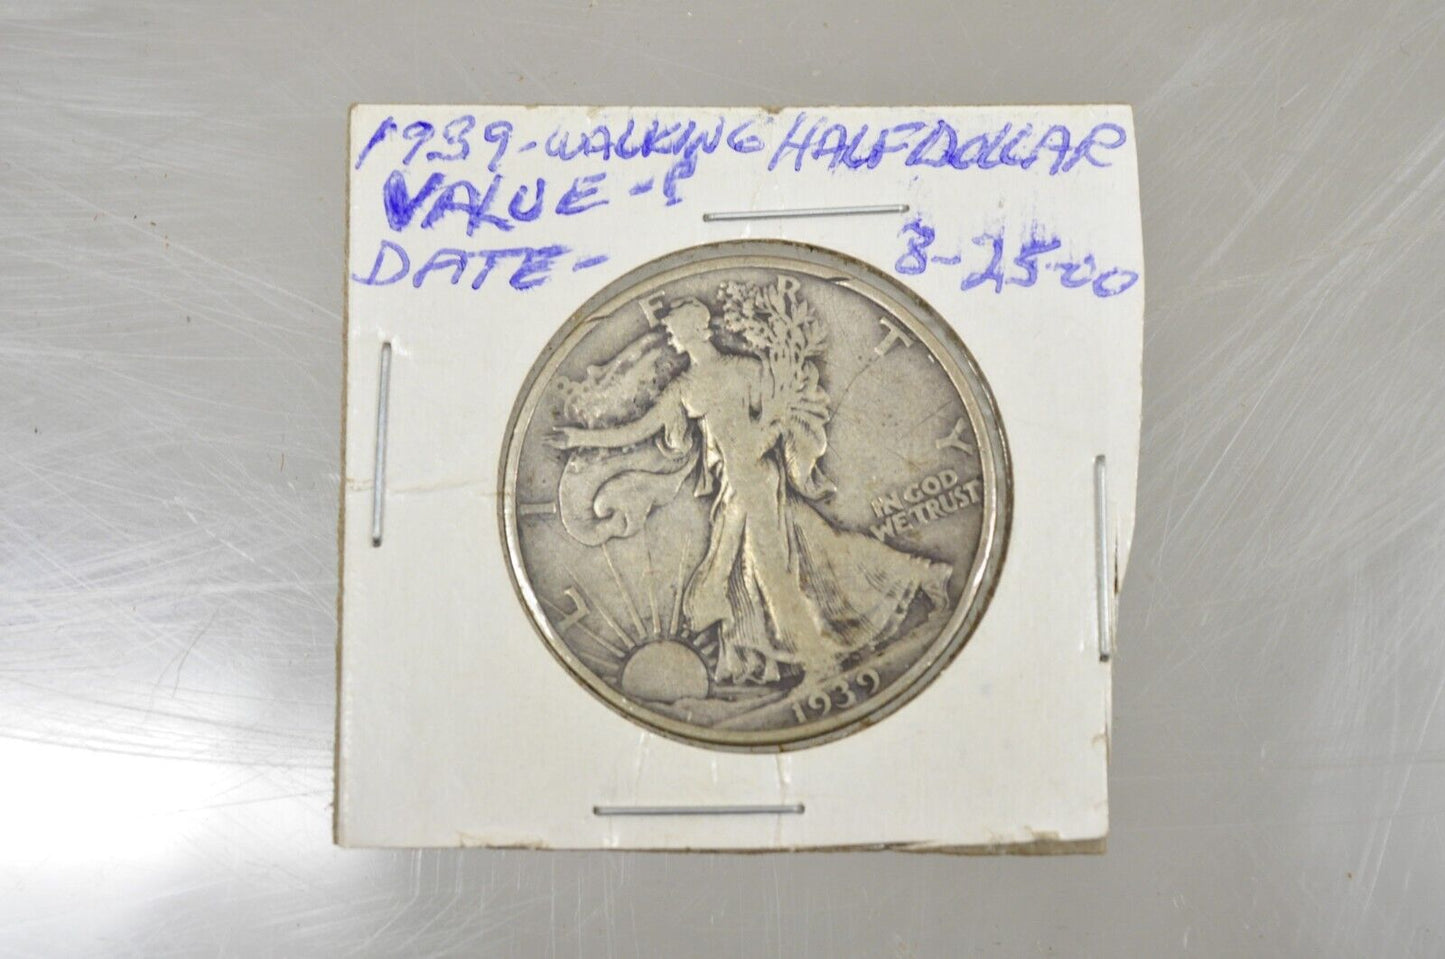 1939-WALKING HALF DOLLAR
VALUE-?
DATE- 8-25-00
LIBERTY
IN GOD
WE TRUST
1939